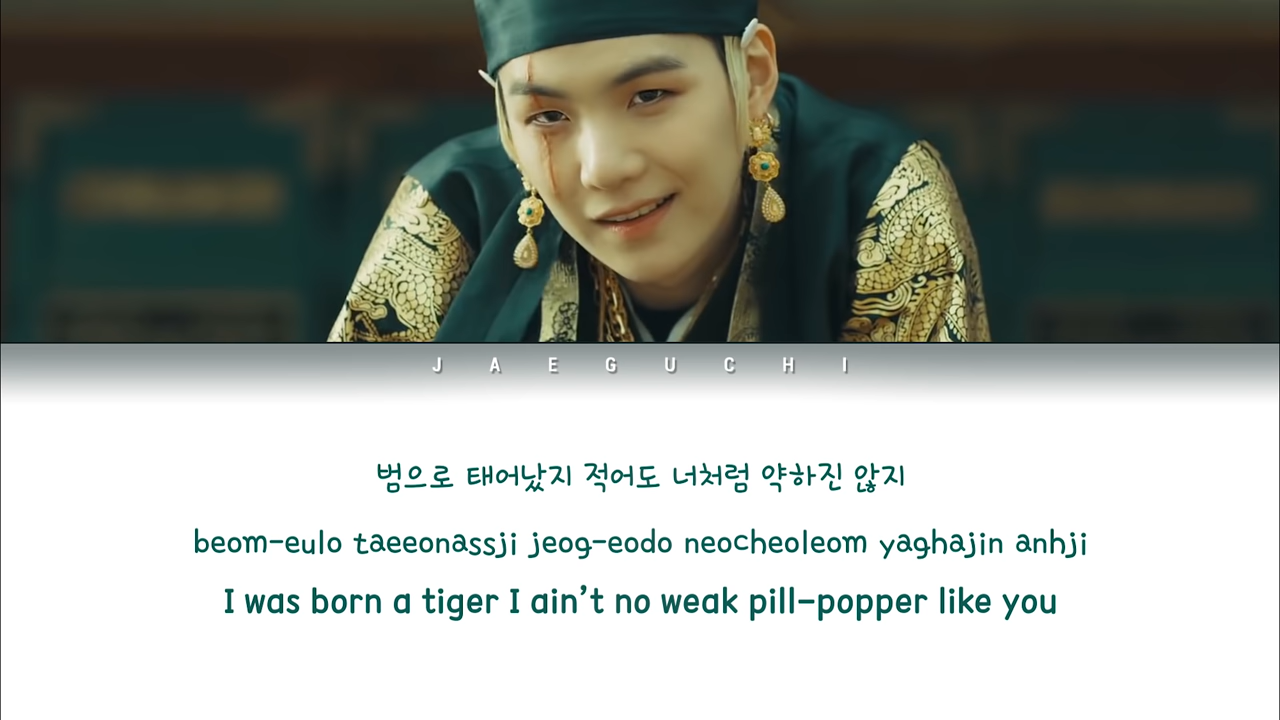 JAEGUCHI
범으로 태어났지 적어도 너처럼 약하진 않지
beom-eulo taeeonassji jeog-eodo neocheoleom yaghajin anhji
I was born a tiger I ain't no weak pill-popper like you